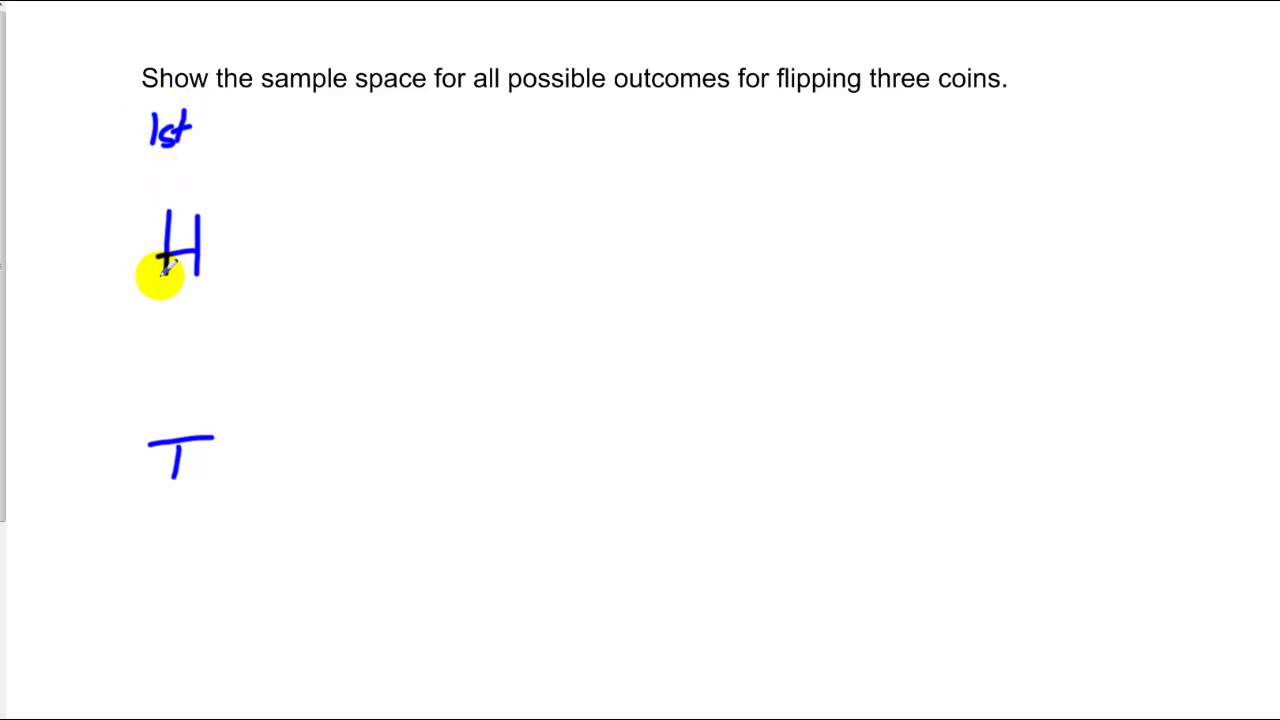 Show the sample space for all possible outcomes for flipping three coins.
1st
H
T